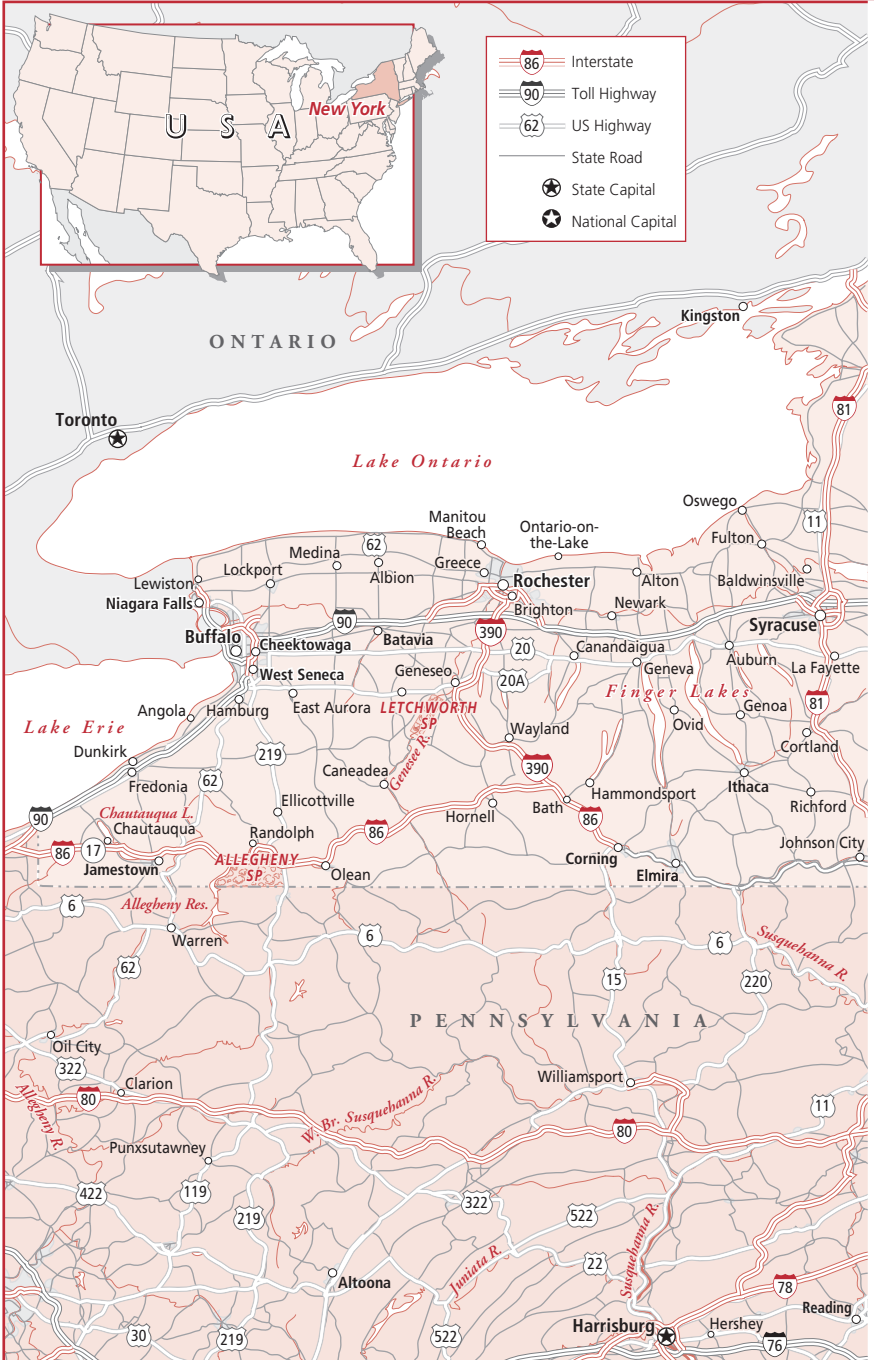 New York
U S A
86 Interstate
90 Toll Highway
62 US Highway
State Road
State Capital
National Capital
Kingston
ONTARIO
81
Toronto
Lake Ontario
Oswego
Manitou
Beach
Ontario-on-
the-Lake
11
Fulton
62
Medina
Lockport
Albion
Greece
Lewiston
Rochester
Alton
Baldwinsville
Niagara Falls
Brighton
Newark
90
Syracuse
390
Buffalo
Batavia
Cheektowaga
20
Canandaigua
Auburn
La Fayette
West Seneca
Geneseo
20A
Geneva
Hamburg
East Aurora
LETCHWORTH
SP
Finger Lakes
81
Angola
Genoa
Lake Erie
Ovid
Wayland
Cortland
Dunkirk
219
Genesee R.
390
Caneadea
Fredonia
62
Hammondsport
Ithaca
Ellicottville
Bath
Richford
Hornell
90
Chautauqua L.
Chautauqua
86
86
Randolph
86
17
Johnson City
Jamestown
ALLEGHENY
SP
Olean
Corning
Elmira
6
Allegheny Res.
Warren
6
6
Susquehanna R.
62
15
220
PENNSYLVANIA
Oil City
322
Clarion
Williamsport
80
Allegheny R.
W. Br. Susquehanna R.
11
80
Punxsutawney
422
119
219
322
522
Susquehanna R.
Juniata R.
22
Altoona
78
Reading
Harrisburg
Hershey
30
219
522
76